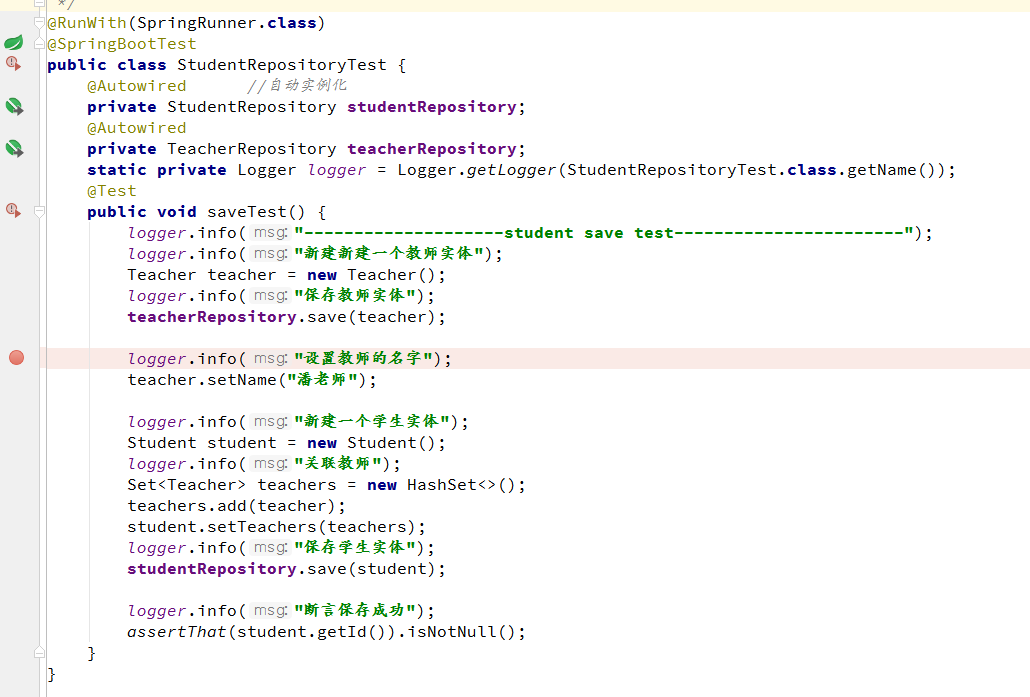 */
@RunWith(SpringRunner.class)
@SpringBootTest
public class StudentRepositoryTest {
@Autowired //自动实例化
private StudentRepository studentRepository;
@Autowired
private TeacherRepository teacherRepository;
static private Logger logger = Logger.getLogger(StudentRepositoryTest.class.getName());
@Test
public void saveTest() {
logger.info( msg: "--------------------student save test-----------------------");
logger.info( msg: "新建新建一个教师实体");
Teacher teacher = new Teacher();
logger.info( msg: "保存教师实体");
teacherRepository.save(teacher);
logger.info( msg: "设置教师的名字");
teacher.setName("潘老师");
logger.info( msg: "新建一个学生实体");
Student student = new Student();
logger.info( msg: "关联教师");
Set<Teacher> teachers = new HashSet<>();
teachers.add(teacher);
student.setTeachers(teachers);
logger.info( msg: "保存学生实体");
studentRepository.save(student);
logger.info( msg: "断言保存成功");
assertThat(student.getId()).isNotNull();
}
}